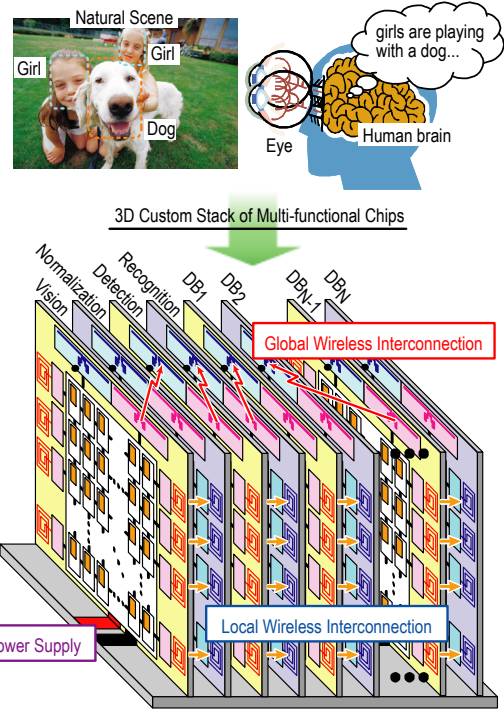 Natural Scene
Girl
Girl
Dog
girls are playing
with a dog...
Eye
Human brain
3D Custom Stack of Multi-functional Chips
Vision
Normalization
Detection
Recognition
DB1
DB2
DBN-1
DBN
Global Wireless Interconnection
Local Wireless Interconnection
ower Supply